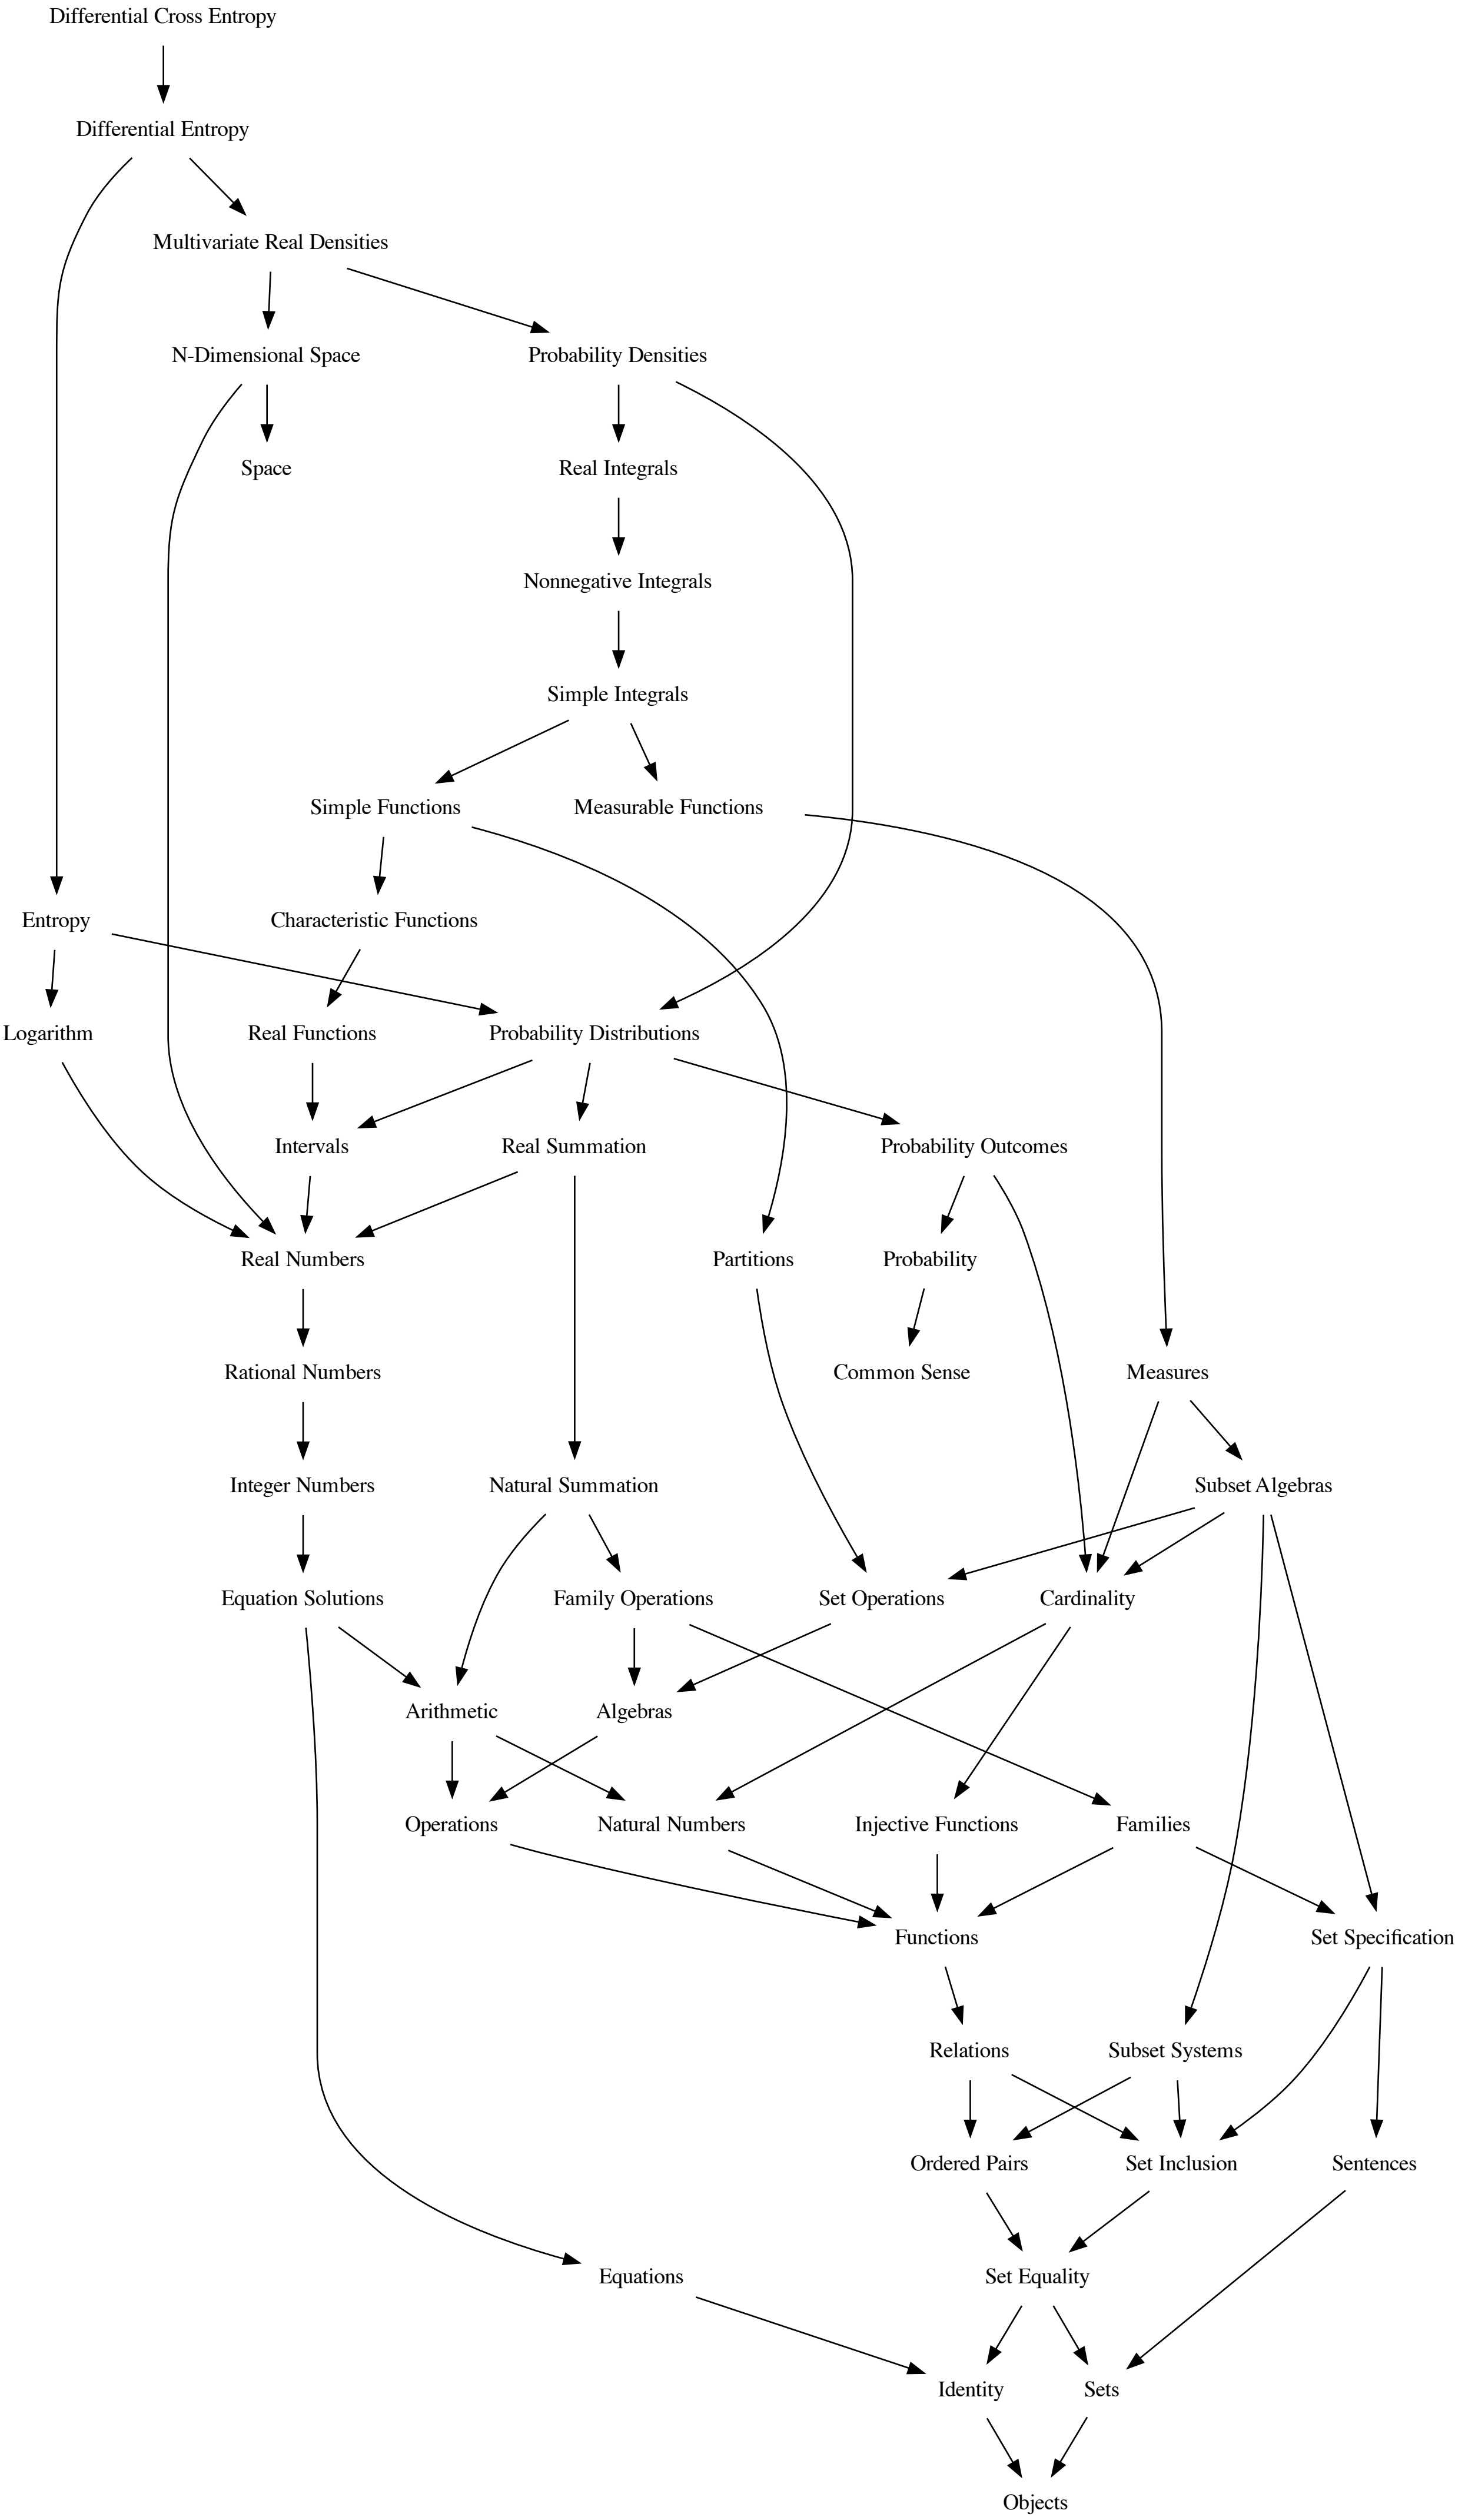 Differential Cross Entropy
Differential Entropy
Multivariate Real Densities
N-Dimensional Space
Probability Densities
Space
Real Integrals
Nonnegative Integrals
Simple Integrals
Simple Functions
Measurable Functions
Entropy
Characteristic Functions
Logarithm
Real Functions
Probability Distributions
Intervals
Real Summation
Probability Outcomes
Real Numbers
Partitions
Probability
Rational Numbers
Common Sense
Measures
Integer Numbers
Natural Summation
Subset Algebras
Equation Solutions
Family Operations
Set Operations
Cardinality
Arithmetic
Algebras
Operations
Natural Numbers
Injective Functions
Families
Functions
Set Specification
Relations
Subset Systems
Ordered Pairs
Set Inclusion
Sentences
Equations
Set Equality
Identity
Sets
Objects